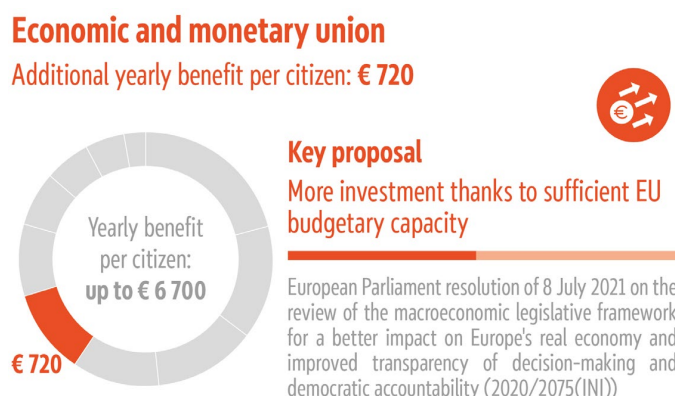 Economic and monetary union
Additional yearly benefit per citizen: € 720
€
Key proposal
More investment thanks to sufficient EU
budgetary capacity
Yearly benefit
per citizen:
up to € 6 700
€ 720
European Parliament resolution of 8 July 2021 on the
review of the macroeconomic legislative framework
for a better impact on Europe's real economy and
improved transparency of decision-making and
democratic accountability (2020/2075(INI))